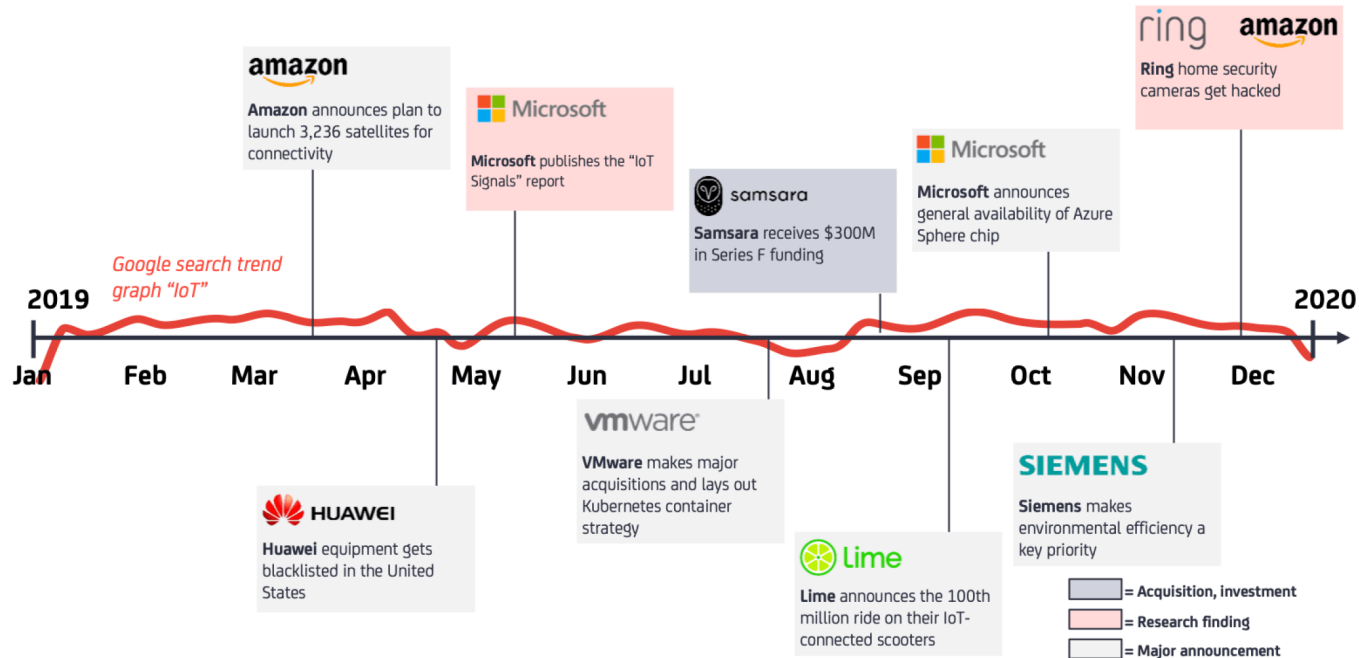 ring amazon
Ring home security
cameras get hacked
amazon
Amazon announces plan to
launch 3,236 satellites for
connectivity
Microsoft
Microsoft publishes the “IoT
Signals” report
samsara
Samsara receives $300M
in Series F funding
Microsoft
Microsoft announces
general availability of Azure
Sphere chip
Google search trend
graph “IoT”
2019
2020
Jan Feb Mar Apr May Jun Jul Aug Sep Oct Nov Dec
HUAWEI
Huawei equipment gets
blacklisted in the United
States
vmware®
VMware makes major
acquisitions and lays out
Kubernetes container
strategy
Lime
Lime announces the 100th
million ride on their IoT-
connected scooters
SIEMENS
Siemens makes
environmental efficiency a
key priority
= Acquisition, investment
= Research finding
= Major announcement